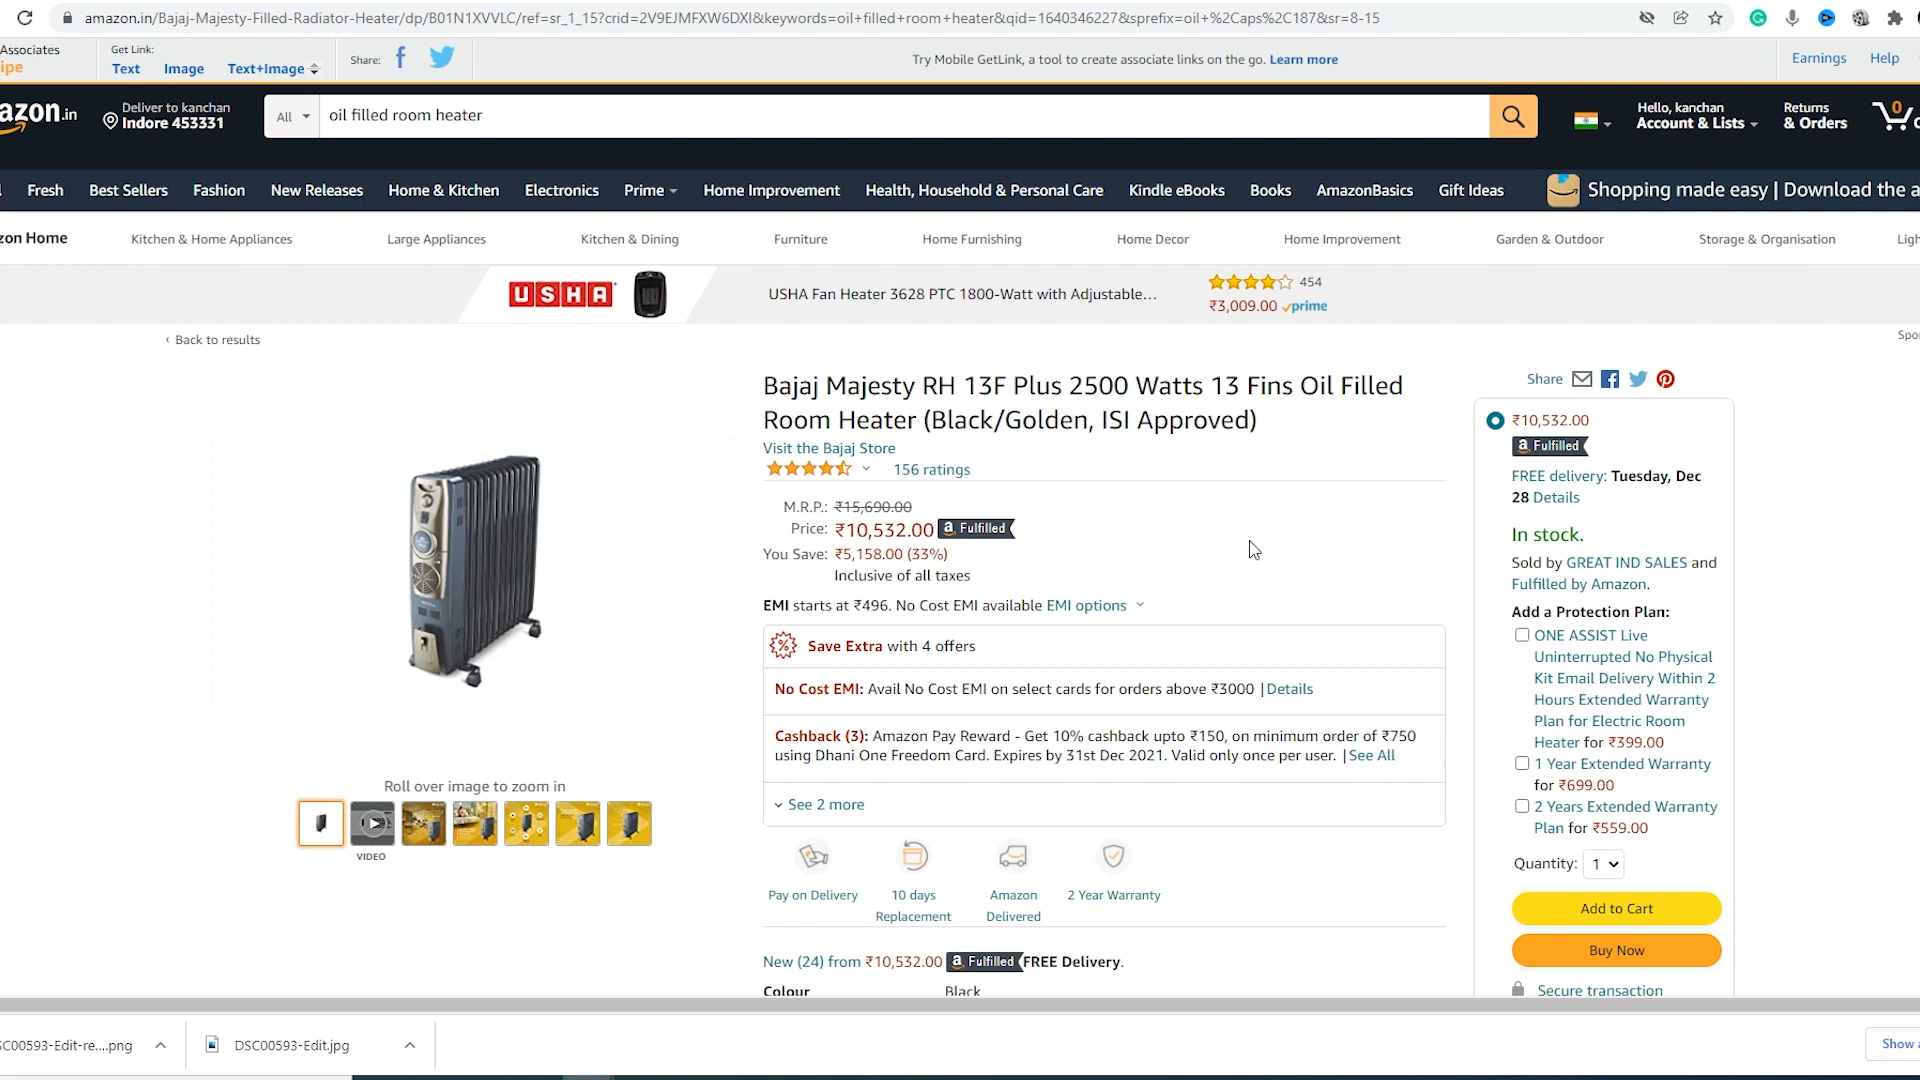 amazon.in/Bajaj-Majesty-Filled-Radiator-Heater/dp/B01N1XVVLC/ref=sr_1_15?crid=2V9EJMFXW6DXI&keywords=oil+filled+room+heater&qid=1640346227&sprefix=oil+%2Caps%2C187&sr=8-15
Associates
ipe
Get Link:
Text Image Text+Image
Share:
Try Mobile GetLink, a tool to create associate links on the go. Learn more
Earnings Help
azon.in
Deliver to kanchan
Indore 453331
All
oil filled room heater
Hello, kanchan
Account & Lists
Returns
& Orders
0
Fresh Best Sellers Fashion New Releases Home & Kitchen Electronics Prime Home Improvement Health, Household & Personal Care Kindle eBooks Books AmazonBasics Gift Ideas
Shopping made easy | Download the a
zon Home Kitchen & Home Appliances Large Appliances Kitchen & Dining Furniture Home Furnishing Home Decor Home Improvement Garden & Outdoor Storage & Organisation Ligh
USHA
USHA Fan Heater 3628 PTC 1800-Watt with Adjustable...
454
₹3,009.00 prime
‹ Back to results
Spo
Bajaj Majesty RH 13F Plus 2500 Watts 13 Fins Oil Filled
Room Heater (Black/Golden, ISI Approved)
Visit the Bajaj Store
156 ratings
M.R.P.: ₹15,690.00
Price: ₹10,532.00 a Fulfilled
You Save: ₹5,158.00 (33%)
Inclusive of all taxes
EMI starts at ₹496. No Cost EMI available EMI options
Save Extra with 4 offers
No Cost EMI: Avail No Cost EMI on select cards for orders above ₹3000 | Details
Cashback (3): Amazon Pay Reward - Get 10% cashback upto ₹150, on minimum order of ₹750
using Dhani One Freedom Card. Expires by 31st Dec 2021. Valid only once per user. | See All
See 2 more
Pay on Delivery
10 days
Replacement
Amazon
Delivered
2 Year Warranty
New (24) from ₹10,532.00 a Fulfilled FREE Delivery.
Colour Black
Roll over image to zoom in
VIDEO
Share
₹10,532.00
a Fulfilled
FREE delivery: Tuesday, Dec
28 Details
In stock.
Sold by GREAT IND SALES and
Fulfilled by Amazon.
Add a Protection Plan:
ONE ASSIST Live
Uninterrupted No Physical
Kit Email Delivery Within 2
Hours Extended Warranty
Plan for Electric Room
Heater for ₹399.00
1 Year Extended Warranty
for ₹699.00
2 Years Extended Warranty
Plan for ₹559.00
Quantity: 1
Add to Cart
Buy Now
Secure transaction
SC00593-Edit-re....png
DSC00593-Edit.jpg
Show a